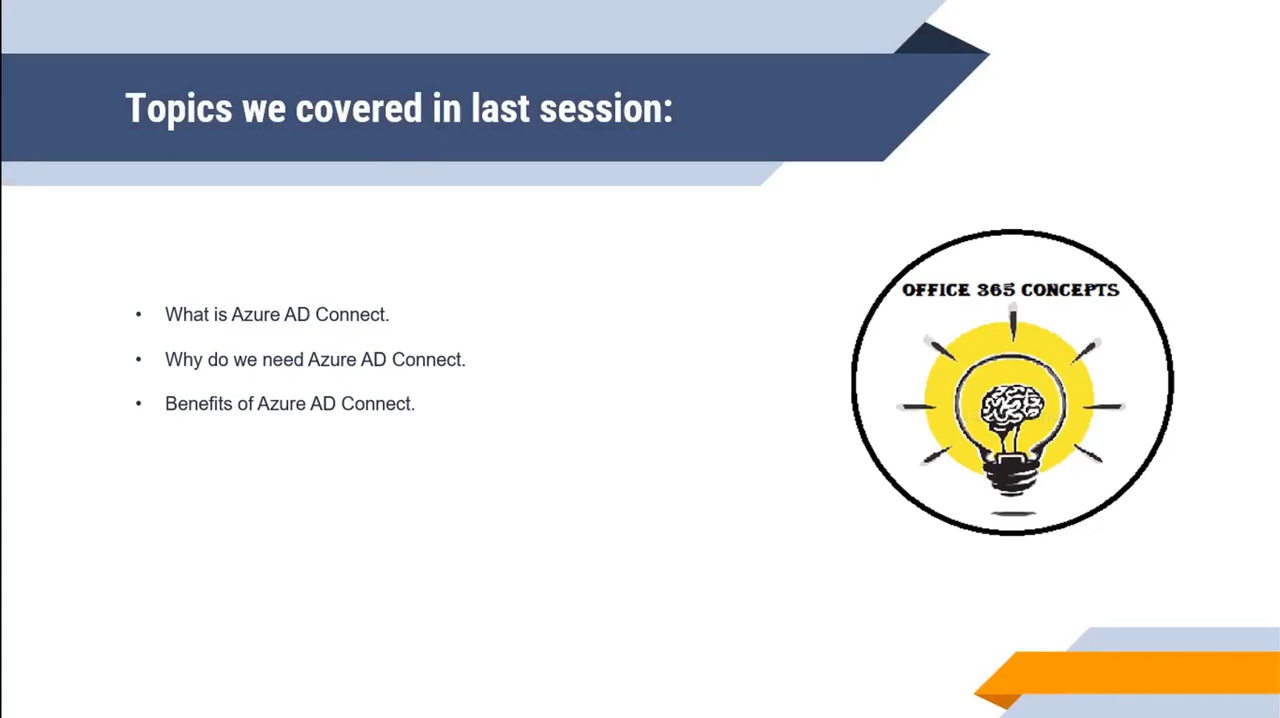 Topics we covered in last session:
• What is Azure AD Connect.
• Why do we need Azure AD Connect.
• Benefits of Azure AD Connect.
OFFICE 365 CONCEPTS